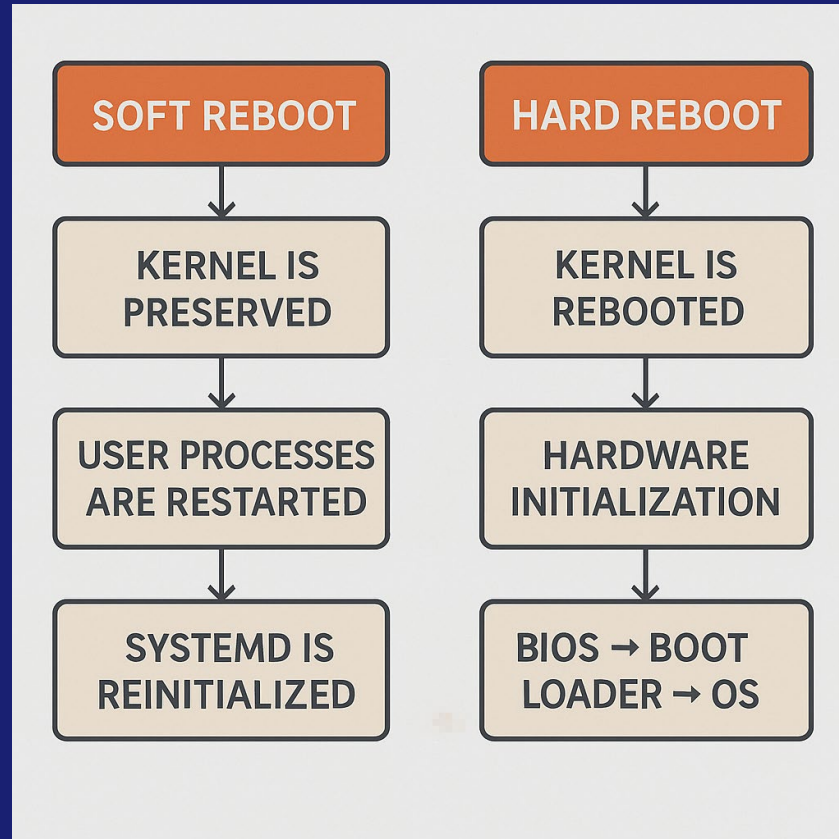 SOFT REBOOT
KERNEL IS
PRESERVED
USER PROCESSES
ARE RESTARTED
SYSTEMD IS
REINITIALIZED
HARD REBOOT
KERNEL IS
REBOOTED
HARDWARE
INITIALIZATION
BIOS → BOOT
LOADER → OS